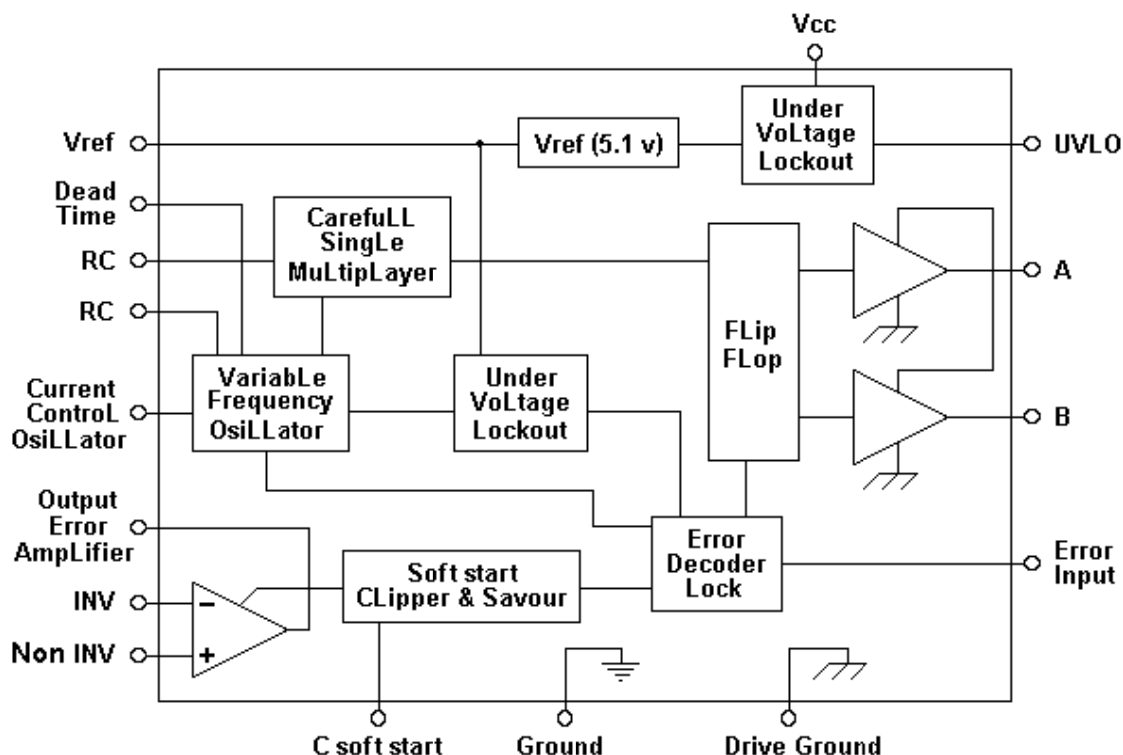 Vcc
Vref
Vref (5.1 v)
Under
VoLtage
Lockout
UVLO
Dead
Time
CarefuLL
SingLe
MuLtipLayer
RC
RC
FLip
FLop
A
B
Current
ControL
OsiLLator
VariabLe
Frequency
OsiLLator
Under
VoLtage
Lockout
Output
Error
AmpLifier
Error
Decoder
Lock
Error
Input
Soft start
CLipper & Savour
INV
−
Non INV
+
C soft start
Ground
Drive Ground